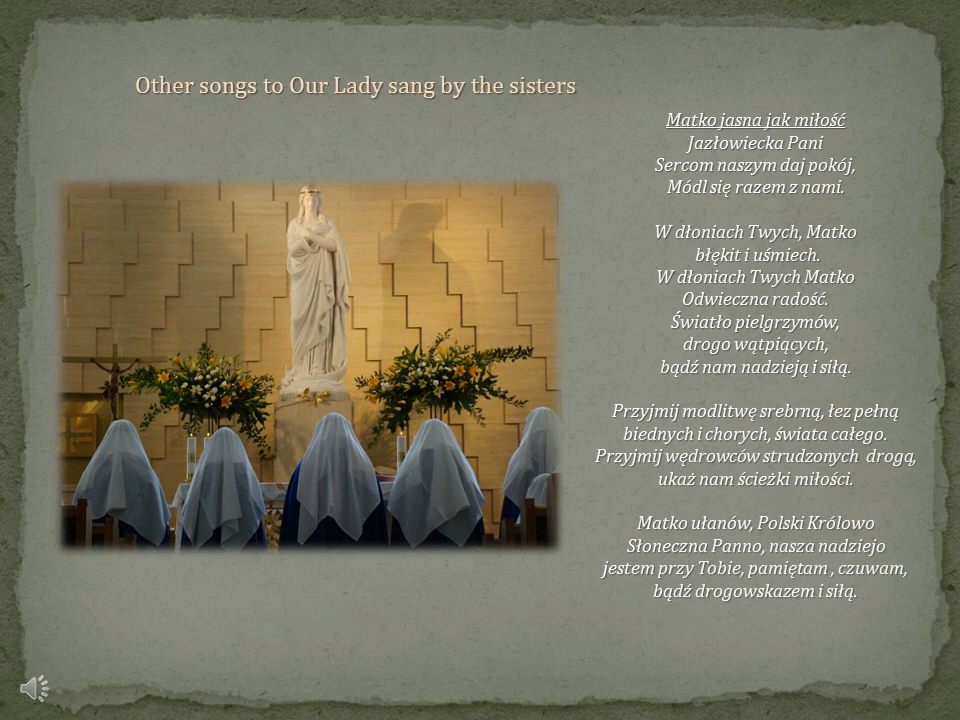 Other songs to Our Lady sang by the sisters
Matko jasna jak miłość
Jazłowiecka Pani
Sercom naszym daj pokój,
Módl się razem z nami.
W dłoniach Twych, Matko
błękit i uśmiech.
W dłoniach Twych Matko
Odwieczna radość.
Światło pielgrzymów,
drogo wątpiących,
bądź nam nadzieją i siłą.
Przyjmij modlitwę srebrną, łez pełną
biednych i chorych, świata całego.
Przyjmij wędrowców strudzonych drogą,
ukaż nam ścieżki miłości.
Matko ułanów, Polski Królowo
Słoneczna Panno, nasza nadziejo
jestem przy Tobie, pamiętam , czuwam,
bądź drogowskazem i siłą.